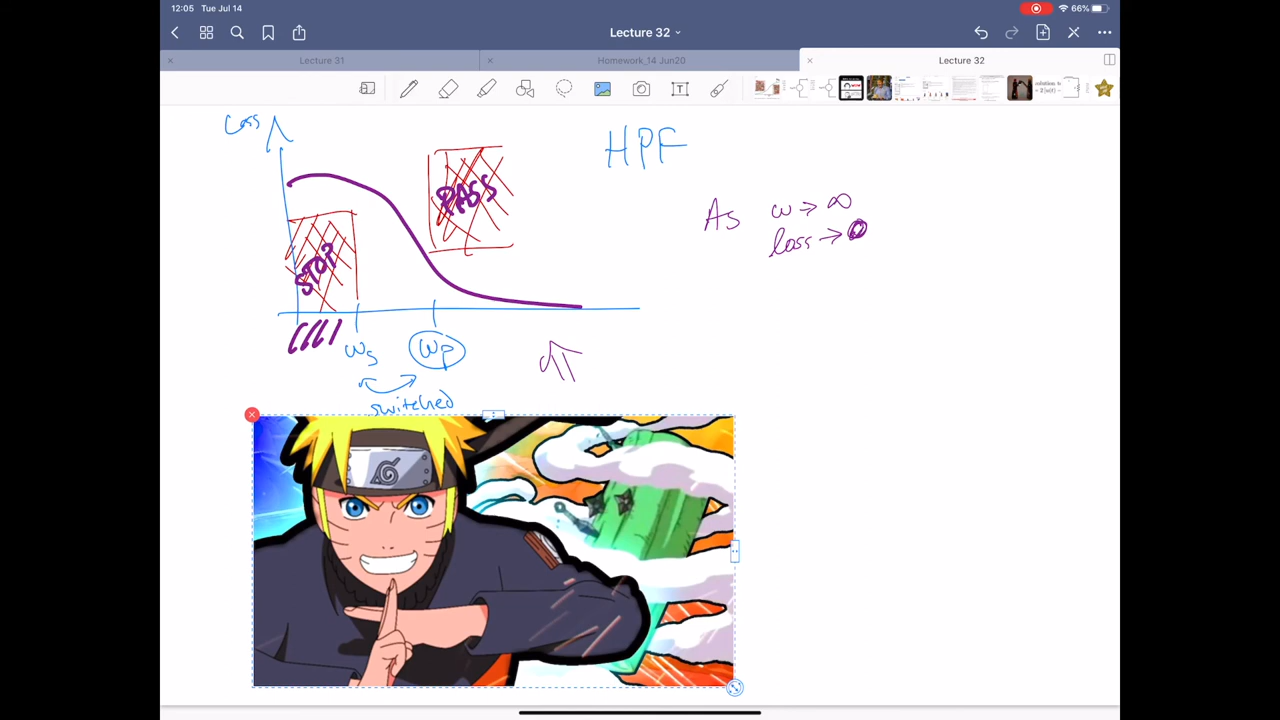 12:05 Tue Jul 14
66%
Lecture 32
Lecture 31
Homework_14 Jun20
Lecture 32
Loss
HPF
PASS
STOP
As ω → ∞
loss → 0
ωs
ωp
switched